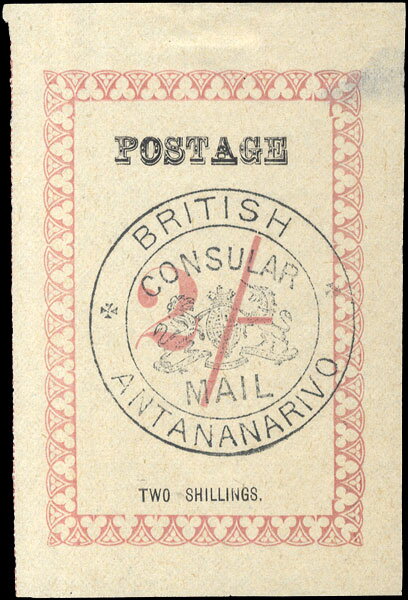 POSTAGE
BRITISH
CONSULAR
2/-
MAIL
ANTANANARIVO
TWO SHILLINGS.